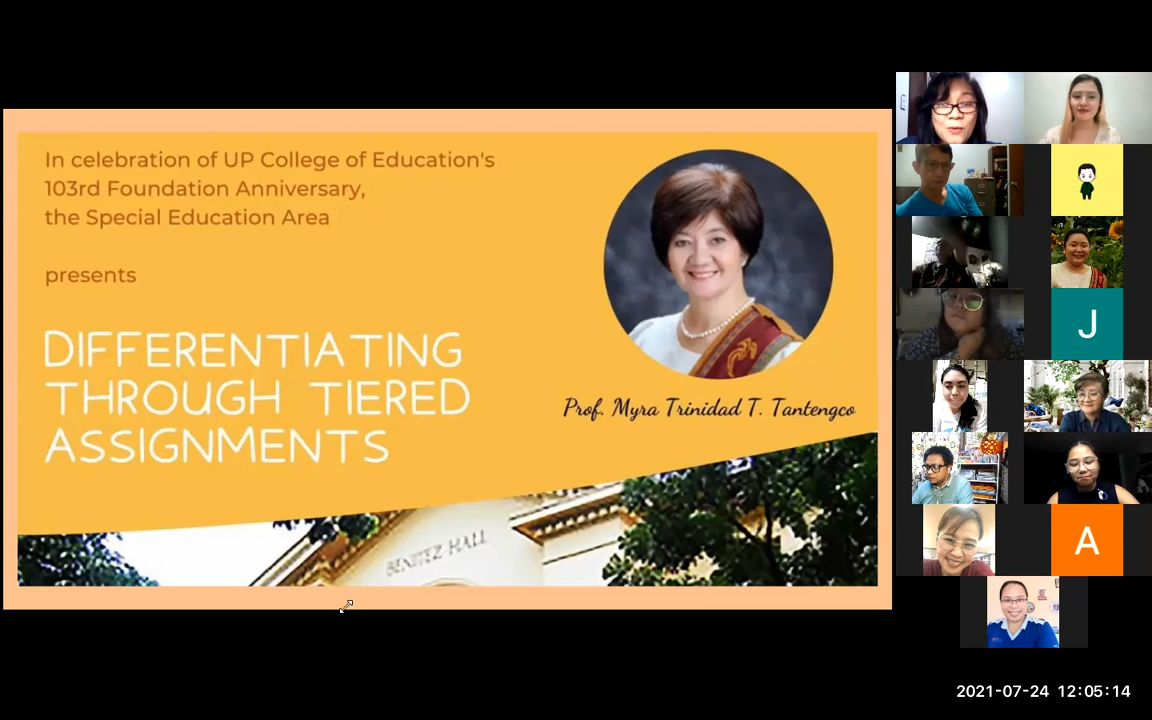 In celebration of UP College of Education's
103rd Foundation Anniversary,
the Special Education Area
presents
DIFFERENTIATING
THROUGH TIERED
ASSIGNMENTS
Prof. Myra Trinidad T. Tantengco
BENITEZ HALL
J
A
2021-07-24 12:05:14